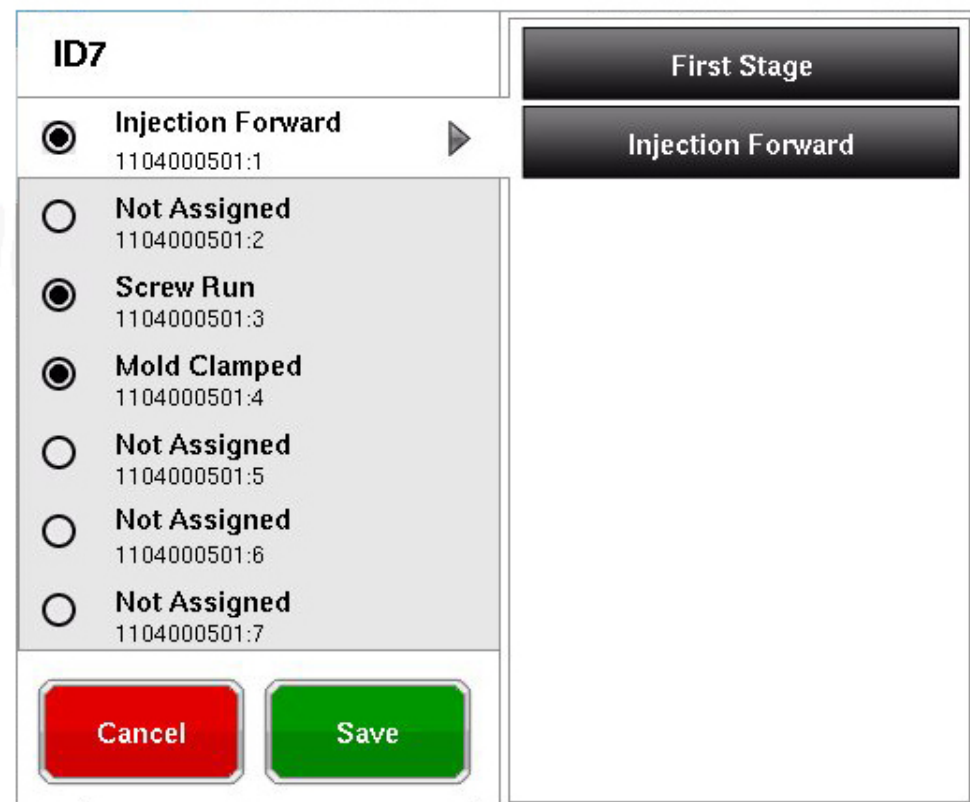 ID7
Injection Forward
1104000501:1
Not Assigned
1104000501:2
Screw Run
1104000501:3
Mold Clamped
1104000501:4
Not Assigned
1104000501:5
Not Assigned
1104000501:6
Not Assigned
1104000501:7
Cancel
Save
First Stage
Injection Forward